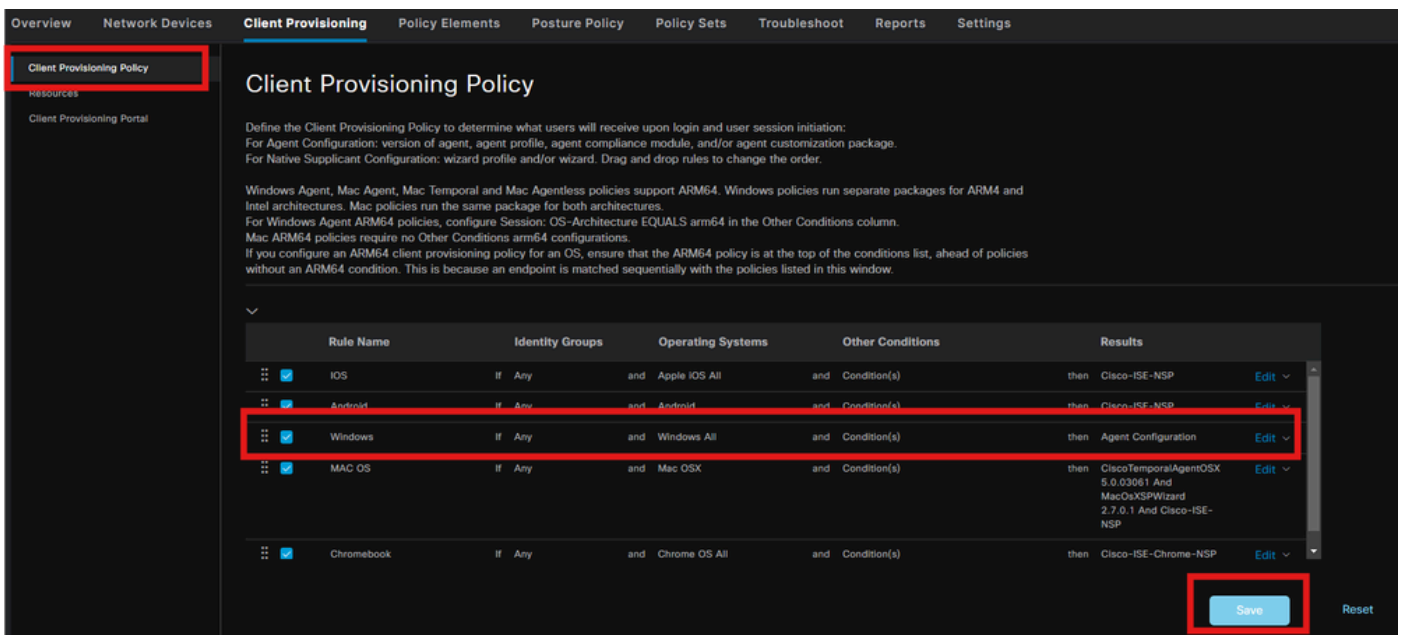 Overview Network Devices Client Provisioning Policy Elements Posture Policy Policy Sets Troubleshoot Reports Settings
Client Provisioning Policy
Resources
Client Provisioning Portal
Client Provisioning Policy
Define the Client Provisioning Policy to determine what users will receive upon login and user session initiation:
For Agent Configuration: version of agent, agent profile, agent compliance module, and/or agent customization package.
For Native Supplicant Configuration: wizard profile and/or wizard. Drag and drop rules to change the order.
Windows Agent, Mac Agent, Mac Temporal and Mac Agentless policies support ARM64. Windows policies run separate packages for ARM4 and
Intel architectures. Mac policies run the same package for both architectures.
For Windows Agent ARM64 policies, configure Session: OS-Architecture EQUALS arm64 in the Other Conditions column.
Mac ARM64 policies require no Other Conditions arm64 configurations.
If you configure an ARM64 client provisioning policy for an OS, ensure that the ARM64 policy is at the top of the conditions list, ahead of policies
without an ARM64 condition. This is because an endpoint is matched sequentially with the policies listed in this window.
Rule Name Identity Groups Operating Systems Other Conditions Results
IOS If Any and Apple iOS All and Condition(s) then Cisco-ISE-NSP Edit
Android If Any and Android and Condition(s) then Cisco-ISE-NSP Edit
Windows If Any and Windows All and Condition(s) then Agent Configuration Edit
MAC OS If Any and Mac OSX and Condition(s) then CiscoTemporalAgentOSX Edit
5.0.03061 And
MacOsXSPWizard
2.7.0.1 And Cisco-ISE-
NSP
Chromebook If Any and Chrome OS All and Condition(s) then Cisco-ISE-Chrome-NSP Edit
Save Reset